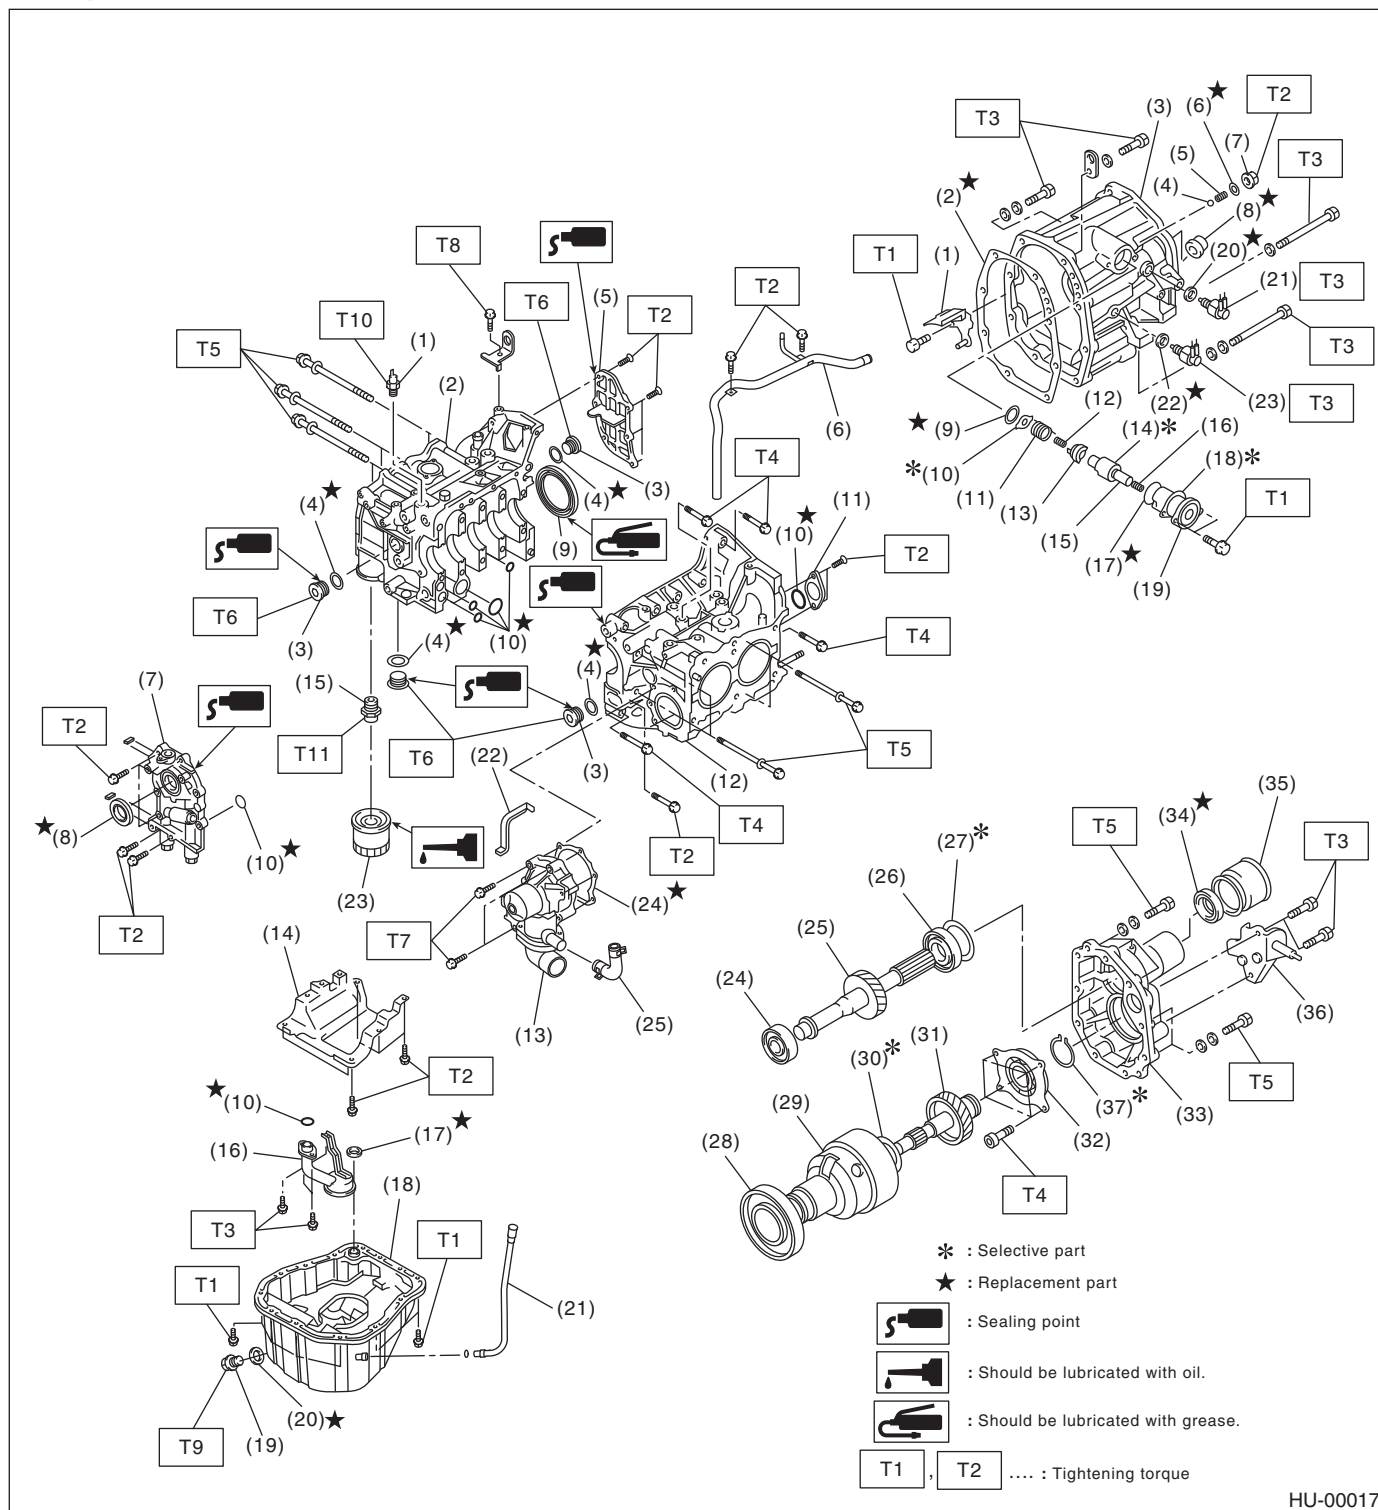 T3
(3)
(6)★
T2
(7)
(5)
T3
(4)
(2)★
(8)★
T8
T1
(1)
(20)★
T2
(21)
T3
T6
(5)
T2
T10
(1)
T5
(2)
T3
(12)
(22)★
(23)
T3
(6)
★(9)
(14)*
(16)
*(10)
(18)*
T4
(4)★
(3)
(11)
(11)
(13)
T1
(4)★
(10)★
(9)
(15)
(17)★
T2
(19)
T6
(3)
(10)★
T4
(4)★
★
(4)
(7)
(15)
T2
T11
T6
(22)
(3)
(12)
T5
T4
(35)
T5
(34)★
★(8)
(10)★
T2
(27)*
T3
(23)
(24)★
(26)
T2
T7
(14)
(25)
(24)
(36)
(13)
(25)
(31)
(30)*
T2
T5
★(10)
(29)
(37)*
(33)
(17)★
(32)
(28)
(16)
T4
(18)
T3
T1
* : Selective part
T1
★ : Replacement part
(21)
: Sealing point
: Should be lubricated with oil.
(20)★
: Should be lubricated with grease.
(19)
T9
T1 , T2 .... : Tightening torque
HU-00017